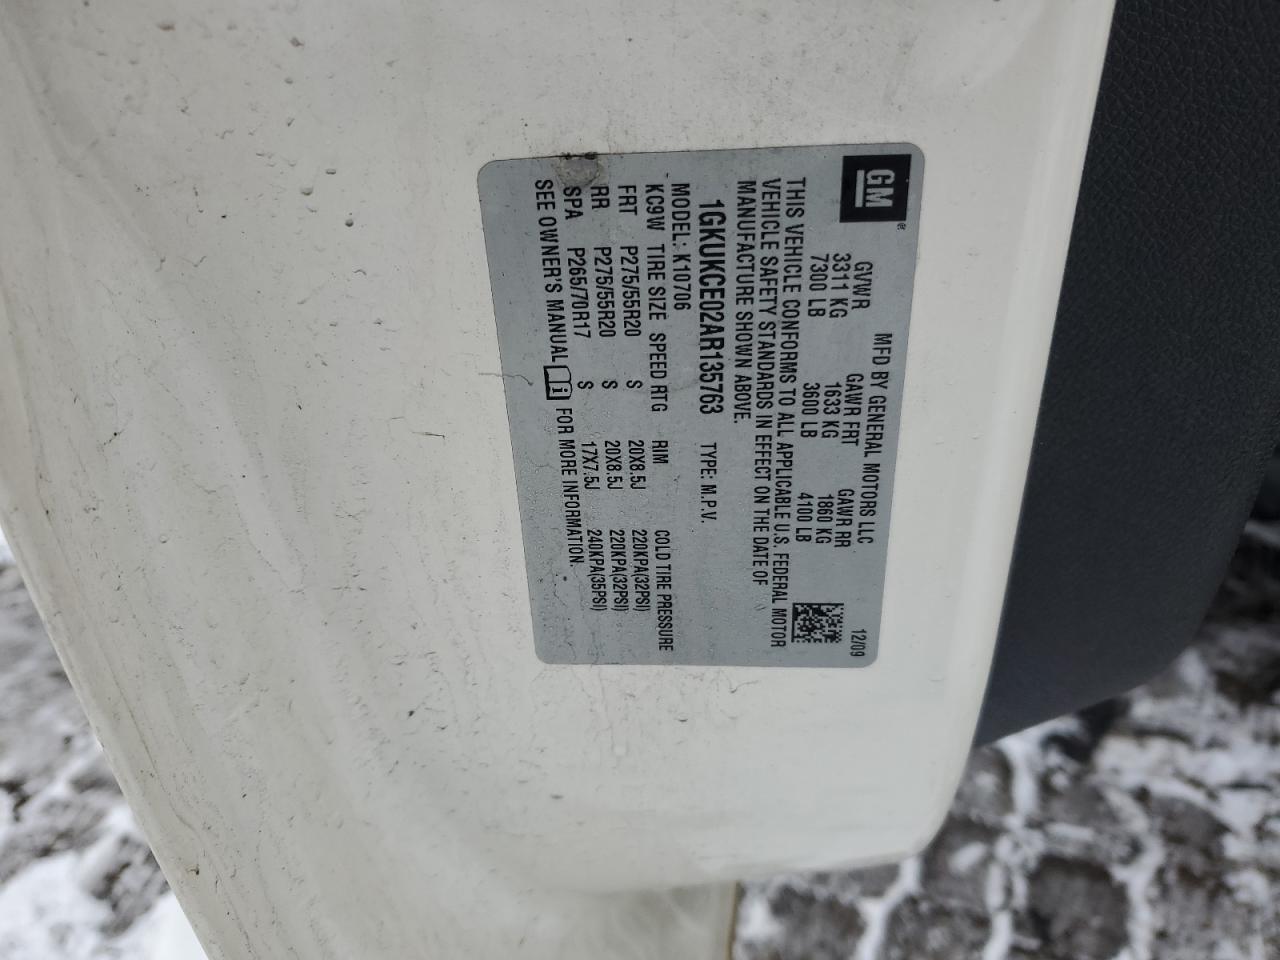 GM
MFD BY GENERAL MOTORS LLC 12/09
GVWR GAWR FRT GAWR RR
3311 KG 1633 KG 1860 KG
7300 LB 3600 LB 4100 LB
THIS VEHICLE CONFORMS TO ALL APPLICABLE U.S. FEDERAL MOTOR
VEHICLE SAFETY STANDARDS IN EFFECT ON THE DATE OF
MANUFACTURE SHOWN ABOVE.
1GKUKCE02AR135763 TYPE: M.P.V.
MODEL: K10706
KC9W TIRE SIZE SPEED RTG RIM COLD TIRE PRESSURE
FRT P275/55R20 S 20X8.5J 220KPA(32PSI)
RR P275/55R20 S 20X8.5J 220KPA(32PSI)
SPA P265/70R17 S 17X7.5J 240KPA(35PSI)
SEE OWNER'S MANUAL i FOR MORE INFORMATION.